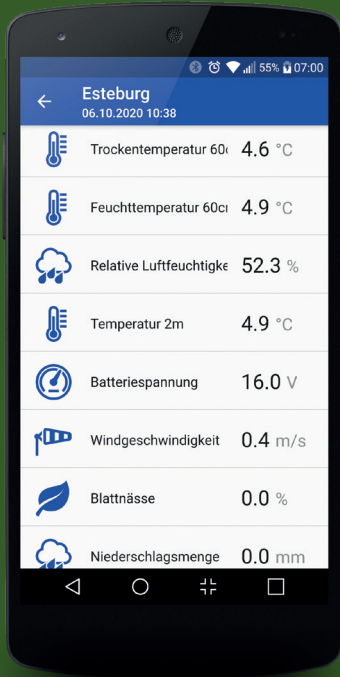 55% 07:00
Esteburg
06.10.2020 10:38
Trockentemperatur 60c 4.6 °C
Feuchttemperatur 60cm 4.9 °C
Relative Luftfeuchtigke 52.3 %
Temperatur 2m 4.9 °C
Batteriespannung 16.0 V
Windgeschwindigkeit 0.4 m/s
Blattnässe 0.0 %
Niederschlagsmenge 0.0 mm